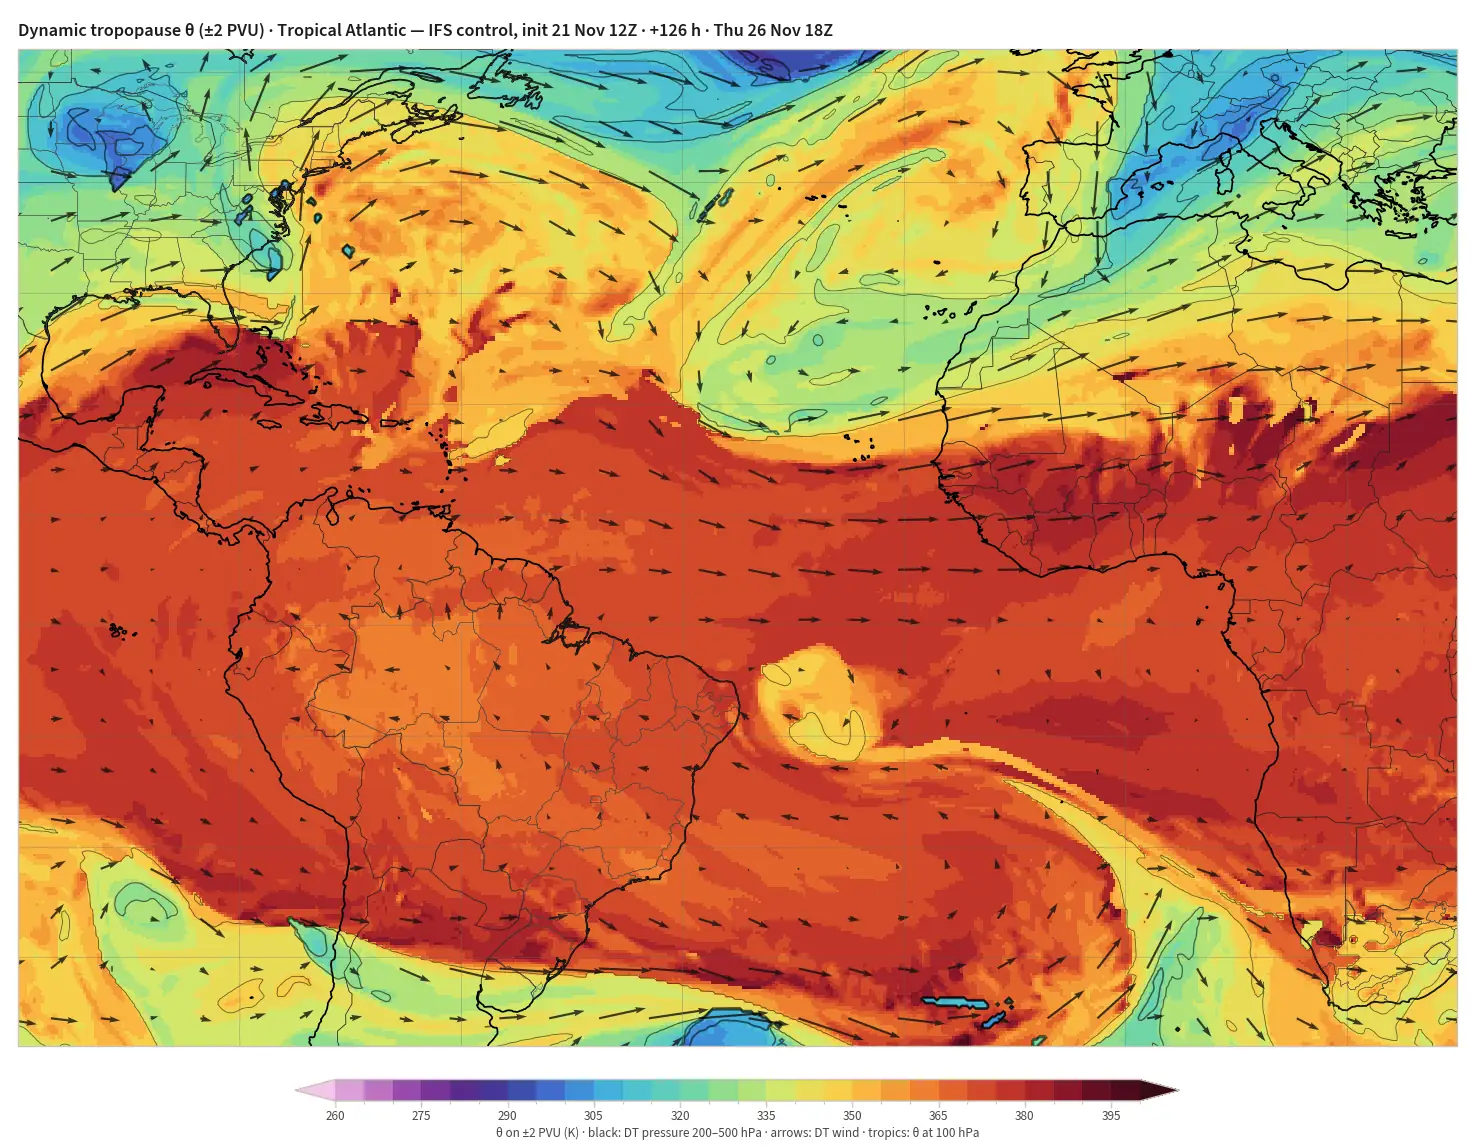 Dynamic tropopause θ (±2 PVU) · Tropical Atlantic — IFS control, init 21 Nov 12Z · +126 h · Thu 26 Nov 18Z
260 275 290 305 320 335 350 365 380 395
θ on ±2 PVU (K) · black: DT pressure 200–500 hPa · arrows: DT wind · tropics: θ at 100 hPa